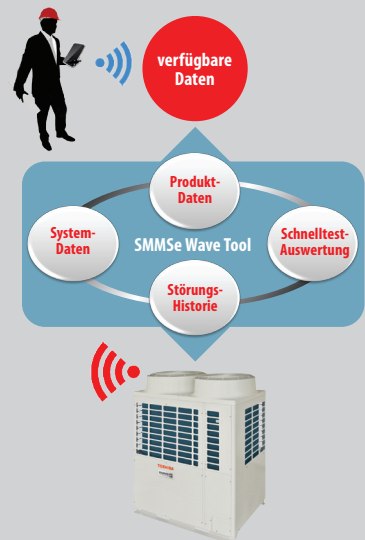 verfügbare
Daten
Produkt-
Daten
System-
Daten
SMMSe Wave Tool
Schnelltest-
Auswertung
Störungs-
Historie
TOSHIBA